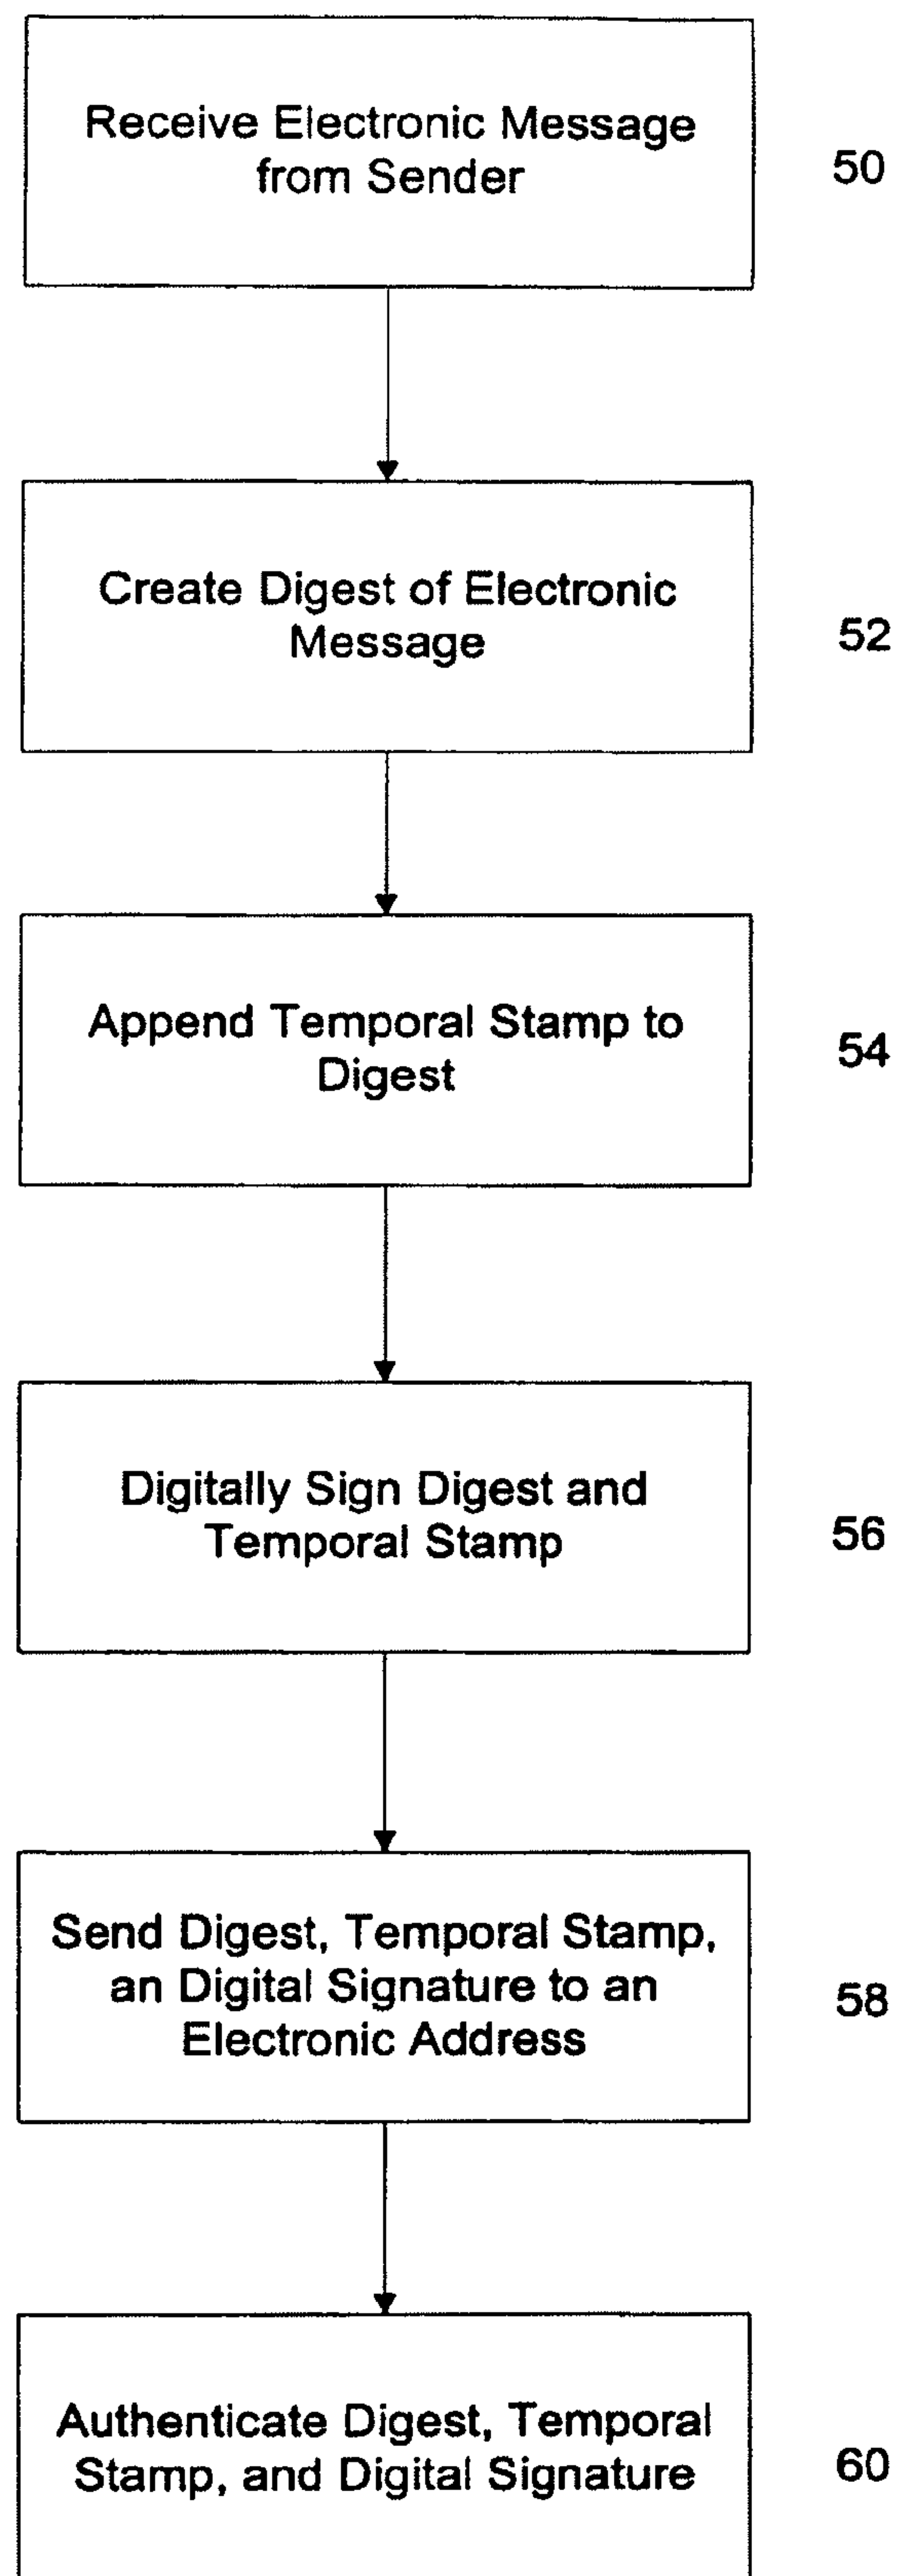 Receive Electronic Message
from Sender
50
Create Digest of Electronic
Message
52
Append Temporal Stamp to
Digest
54
Digitally Sign Digest and
Temporal Stamp
56
Send Digest, Temporal Stamp,
an Digital Signature to an
Electronic Address
58
Authenticate Digest, Temporal
Stamp, and Digital Signature
60